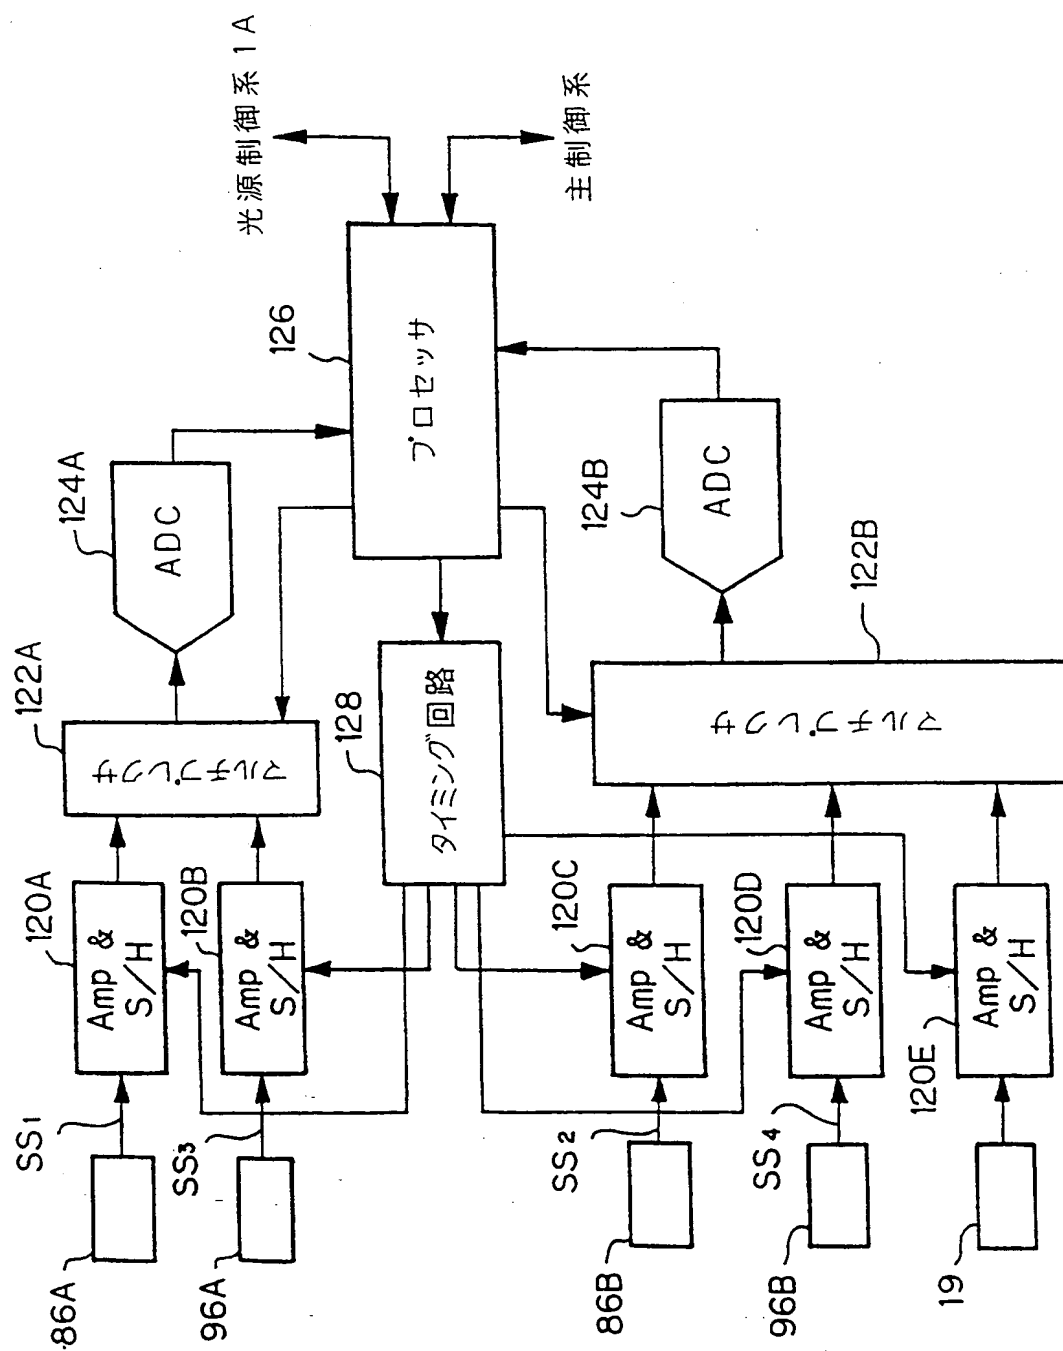 86A
SS1
120A
Amp &
S/H
122A
マルチプレクサ
124A
ADC
96A
SS3
120B
Amp &
S/H
128
タイミング回路
126
プロセッサ
光源制御系 1A
主制御系
86B
SS2
120C
Amp &
S/H
96B
SS4
120D
Amp &
S/H
19
120E
Amp &
S/H
マルチプレクサ
122B
124B
ADC